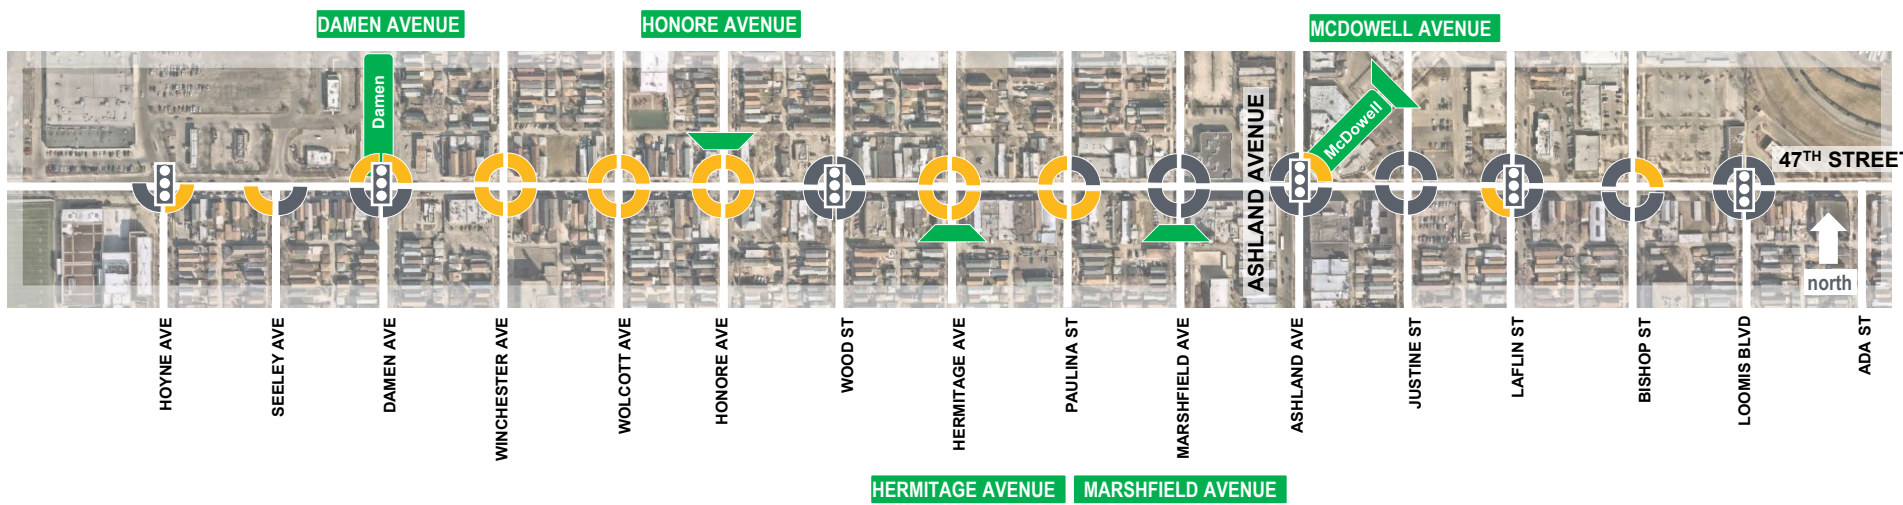 DAMEN AVENUE
HONORE AVENUE
MCDOWELL AVENUE
Damen
McDowell
ASHLAND AVENUE
47TH STREET
north
HOYNE AVE
SEELEY AVE
DAMEN AVE
WINCHESTER AVE
WOLCOTT AVE
HONORE AVE
WOOD ST
HERMITAGE AVE
PAULINA ST
MARSHFIELD AVE
ASHLAND AVE
JUSTINE ST
LAFLIN ST
BISHOP ST
LOOMIS BLVD
ADA ST
HERMITAGE AVENUE
MARSHFIELD AVENUE